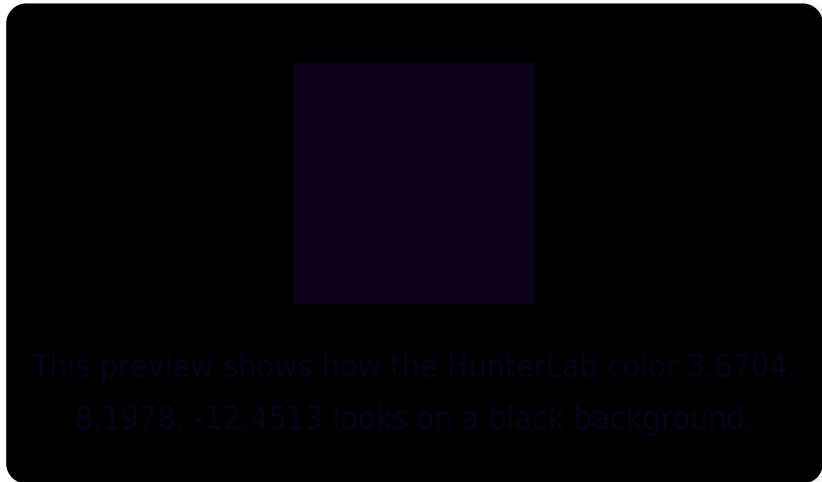 This preview shows how the HunterLab color 3.6704,
8.1978, -12.4513 looks on a black background.